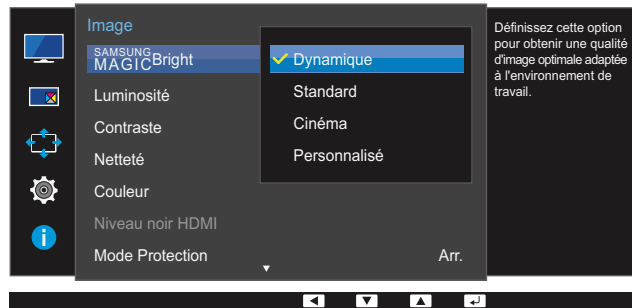 Image
SAMSUNG
MAGICBright
Dynamique
Luminosité
Standard
Contraste
Cinéma
Netteté
Personnalisé
Couleur
Niveau noir HDMI
Mode Protection Arr.
Définissez cette option
pour obtenir une qualité
d'image optimale adaptée
à l'environnement de
travail.